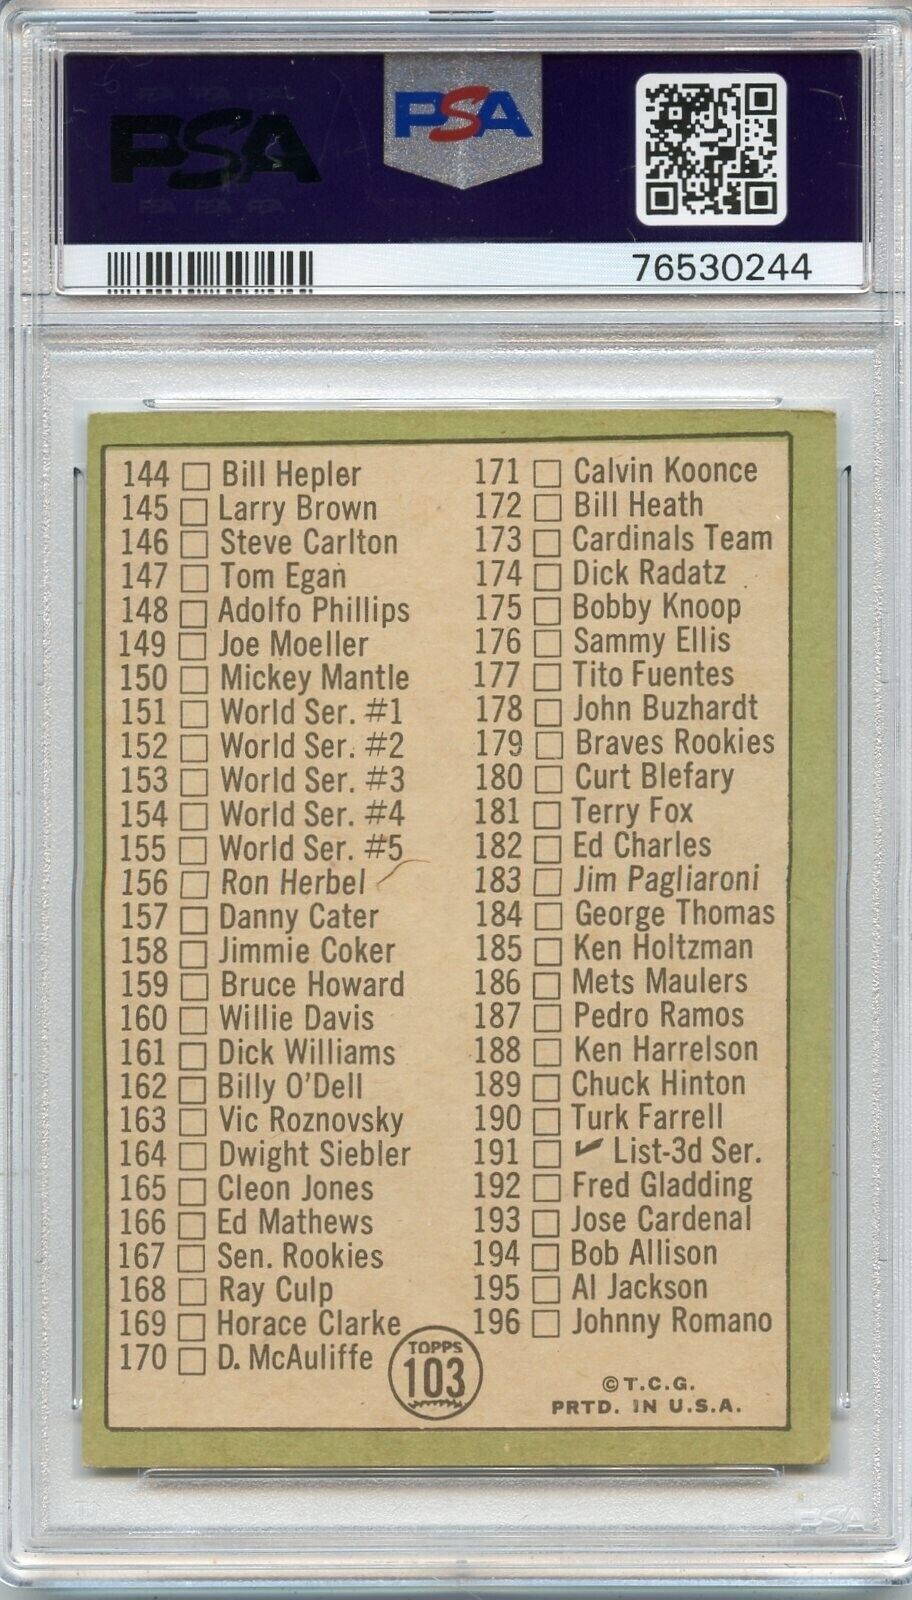 PSA
PSA
76530244
144 Bill Hepler
145 Larry Brown
146 Steve Carlton
147 Tom Egan
148 Adolfo Phillips
149 Joe Moeller
150 Mickey Mantle
151 World Ser. #1
152 World Ser. #2
153 World Ser. #3
154 World Ser. #4
155 World Ser. #5
156 Ron Herbel
157 Danny Cater
158 Jimmie Coker
159 Bruce Howard
160 Willie Davis
161 Dick Williams
162 Billy O'Dell
163 Vic Roznovsky
164 Dwight Siebler
165 Cleon Jones
166 Ed Mathews
167 Sen. Rookies
168 Ray Culp
169 Horace Clarke
170 D. McAuliffe
171 Calvin Koonce
172 Bill Heath
173 Cardinals Team
174 Dick Radatz
175 Bobby Knoop
176 Sammy Ellis
177 Tito Fuentes
178 John Buzhardt
179 Braves Rookies
180 Curt Blefary
181 Terry Fox
182 Ed Charles
183 Jim Pagliaroni
184 George Thomas
185 Ken Holtzman
186 Mets Maulers
187 Pedro Ramos
188 Ken Harrelson
189 Chuck Hinton
190 Turk Farrell
191 ✔ List-3d Ser.
192 Fred Gladding
193 Jose Cardenal
194 Bob Allison
195 Al Jackson
196 Johnny Romano
TOPPS
103
© T.C.G.
PRTD. IN U.S.A.
PSA